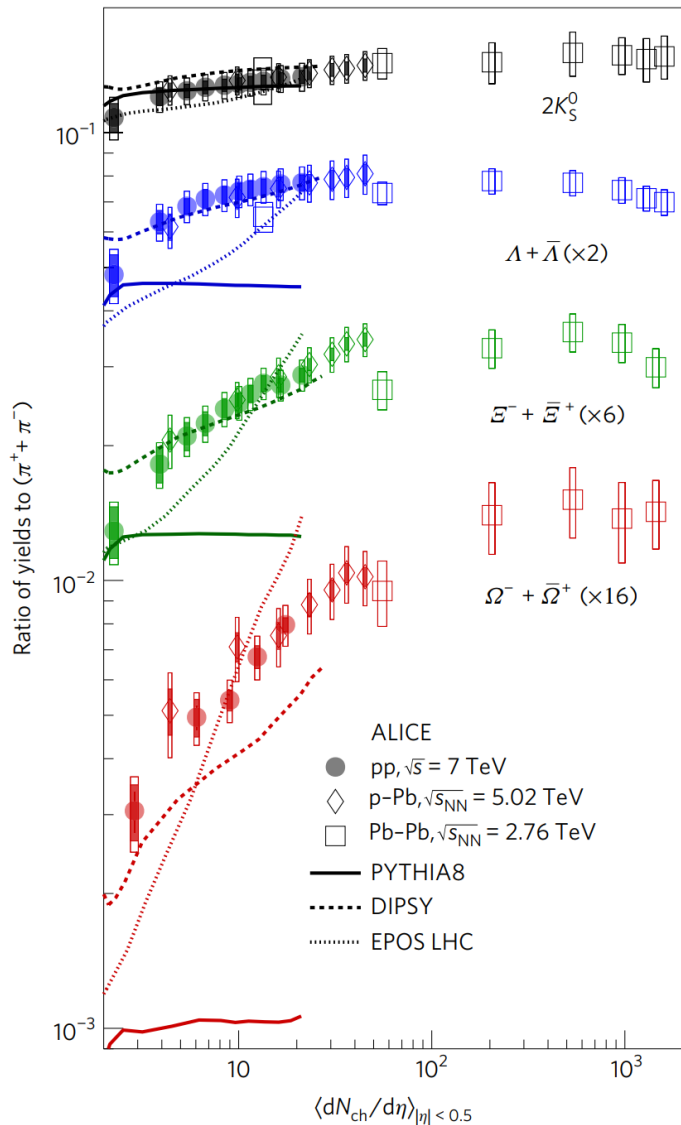 10⁻¹
2K⁰_S
Λ + Λ̅ (×2)
Ξ⁻ + Ξ̅⁺ (×6)
Ratio of yields to (π⁺ + π⁻)
10⁻²
Ω⁻ + Ω̅⁺ (×16)
ALICE
pp, √s = 7 TeV
p–Pb, √s_NN = 5.02 TeV
Pb–Pb, √s_NN = 2.76 TeV
PYTHIA8
DIPSY
EPOS LHC
10⁻³
10 10² 10³
⟨dN_ch/dη⟩_|η| < 0.5